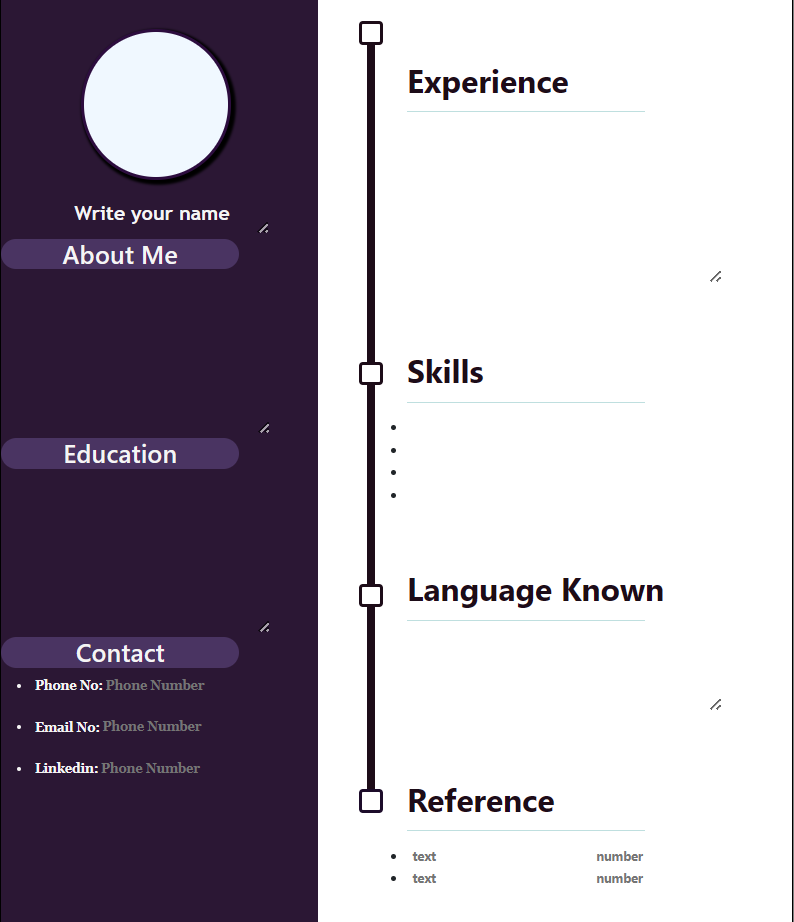 Write your name
About Me
Education
Contact
Phone No: Phone Number
Email No: Phone Number
Linkedin: Phone Number
Experience
Skills
Language Known
Reference
text number
text number